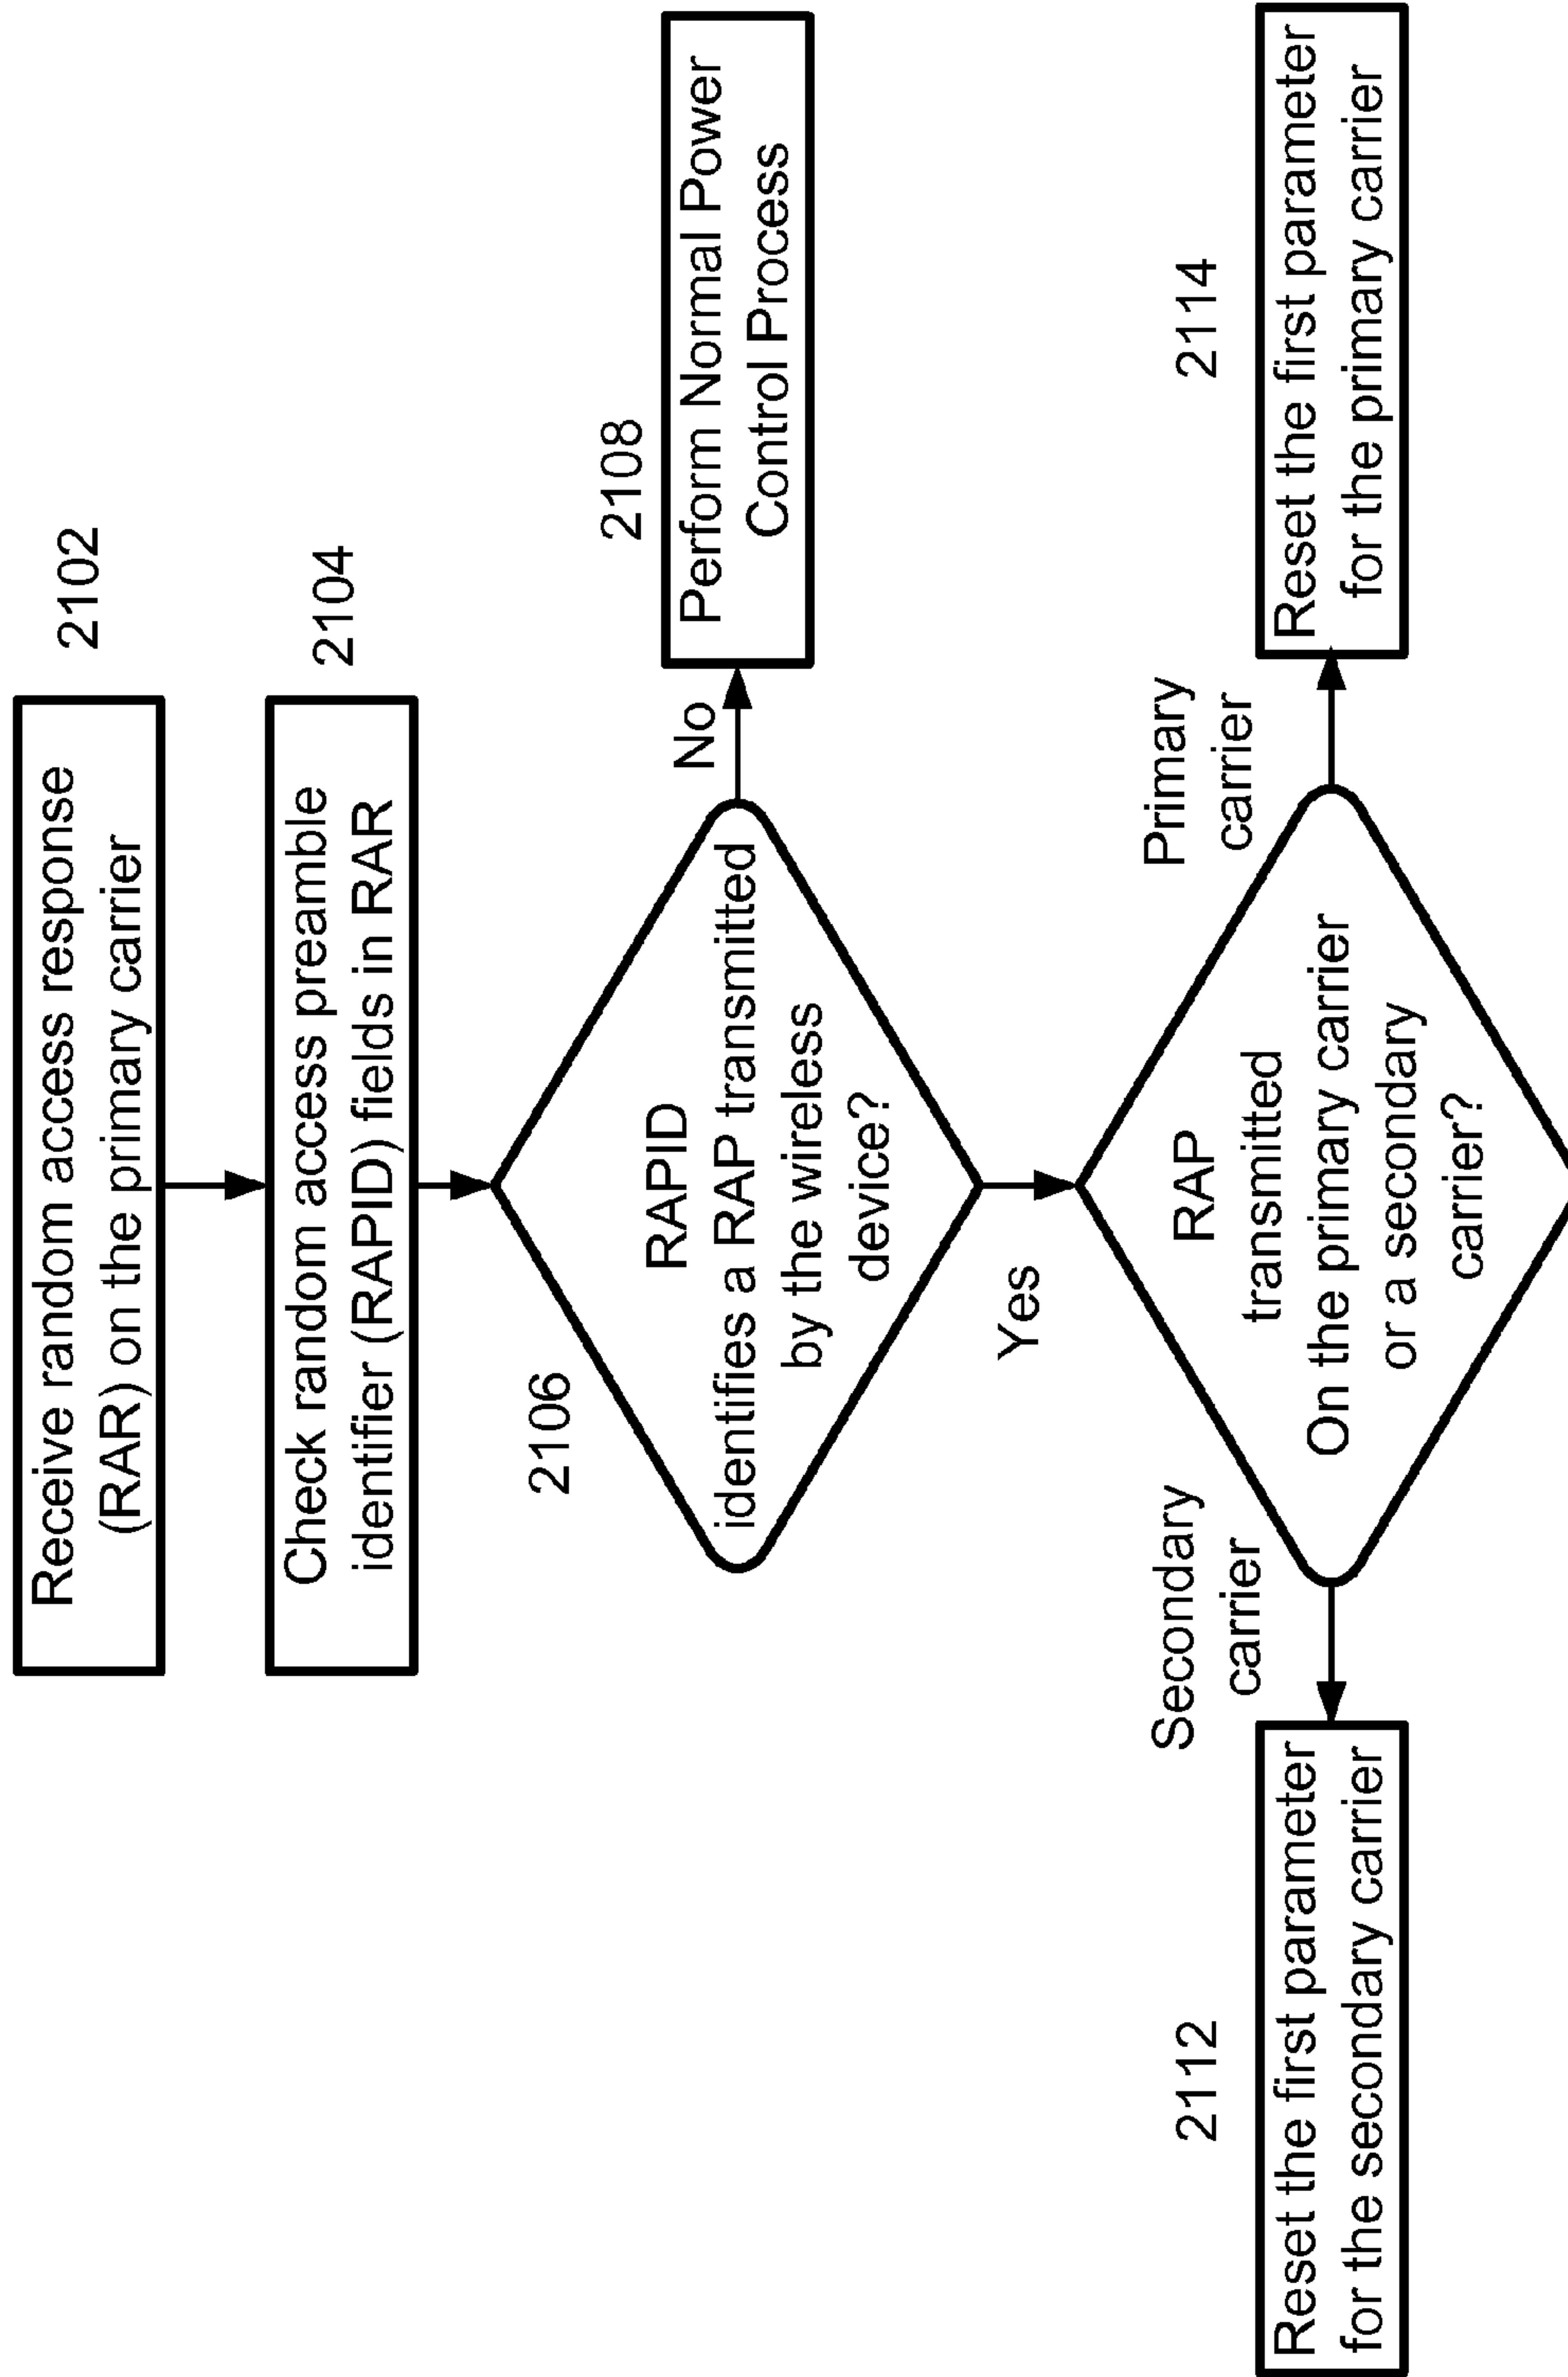 2102
Receive random access response
(RAR) on the primary carrier
2104
Check random access preamble
identifier (RAPID) fields in RAR
2106
RAPID
identifies a RAP transmitted
by the wireless
device?
No
2108
Perform Normal Power
Control Process
Yes
RAP
transmitted
On the primary carrier
or a secondary
carrier?
Secondary
carrier
2112
Reset the first parameter
for the secondary carrier
Primary
carrier
2114
Reset the first parameter
for the primary carrier